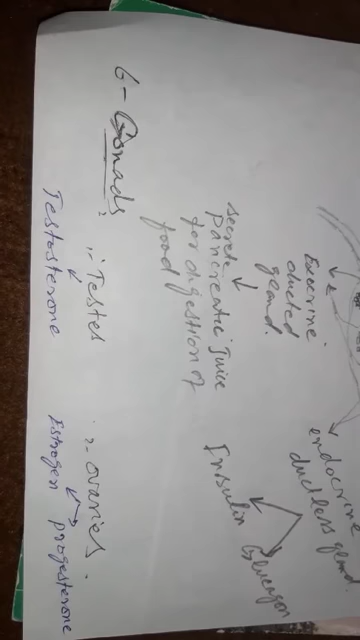 Exocrine
ducted
gland.
endocrine
ductless gland.
secrete
Pancreatic juice
for digestion of
food
Insulin
Glucagon
6- Gonads:
1:- Testes
2:- ovaries.
Testosterone
Estrogen
progesterone